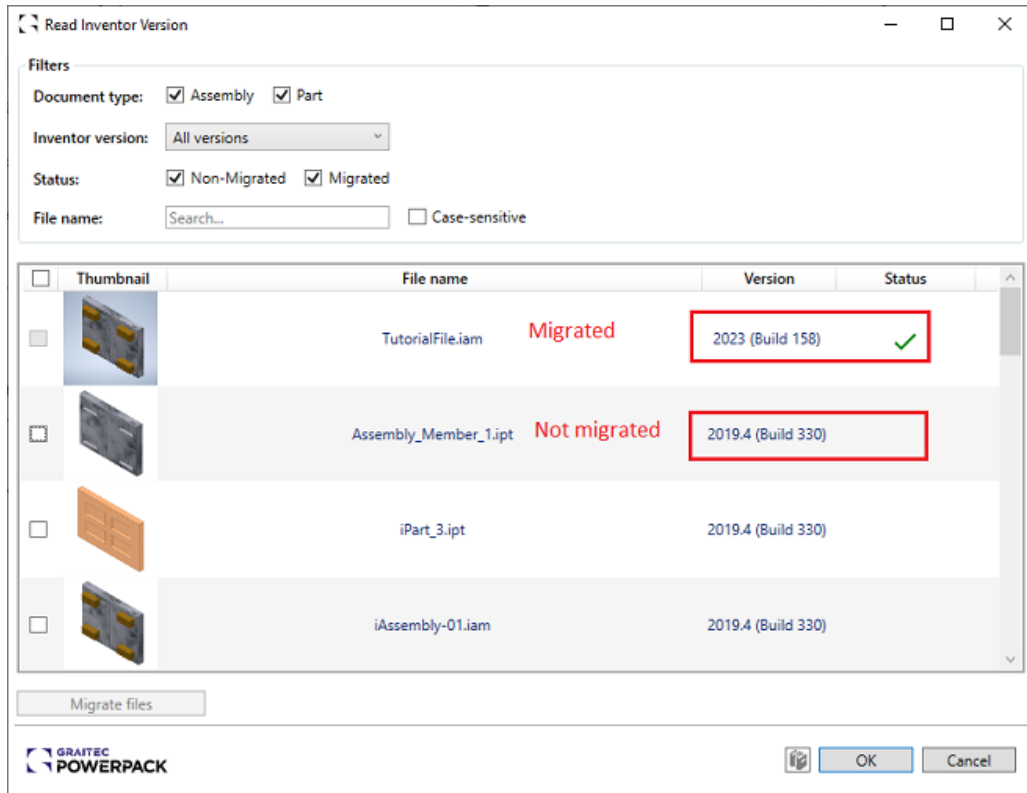 Read Inventor Version
Filters
Document type: Assembly Part
Inventor version: All versions
Status: Non-Migrated Migrated
File name: Search... Case-sensitive
Thumbnail File name Version Status
TutorialFile.iam Migrated 2023 (Build 158)
Assembly_Member_1.ipt Not migrated 2019.4 (Build 330)
iPart_3.ipt 2019.4 (Build 330)
iAssembly-01.iam 2019.4 (Build 330)
Migrate files
GRAITEC
POWERPACK
OK Cancel